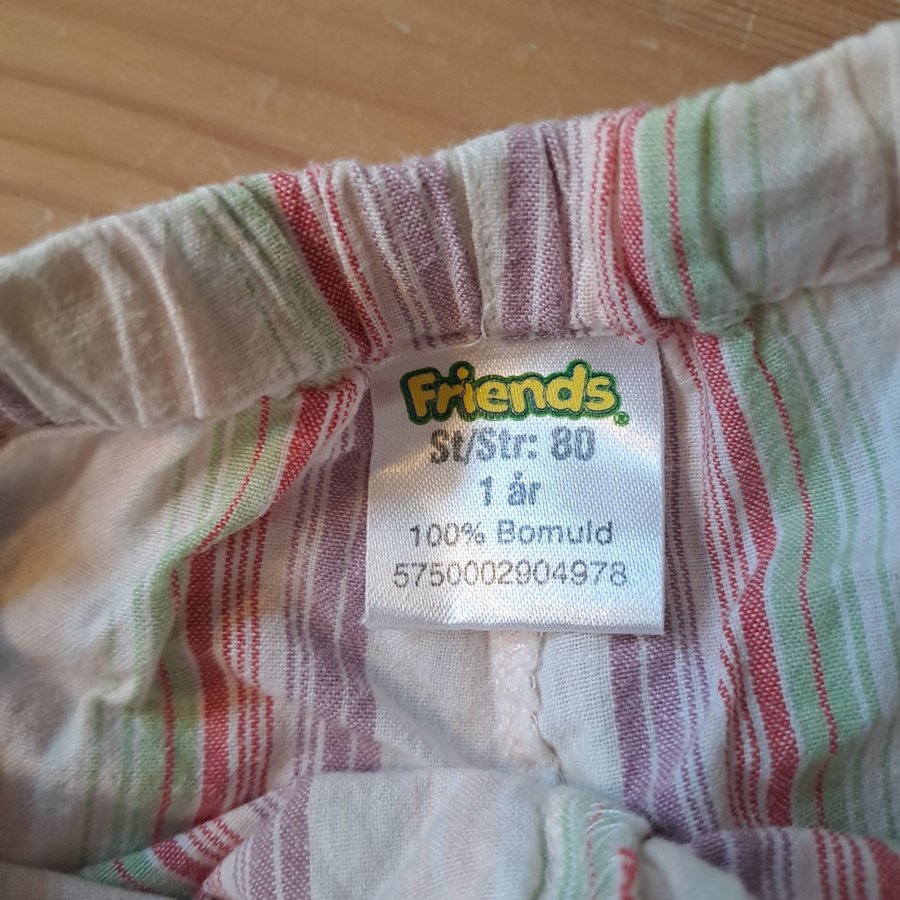 Friends®
St/Str: 80
1 år
100% Bomuld
5750002904978